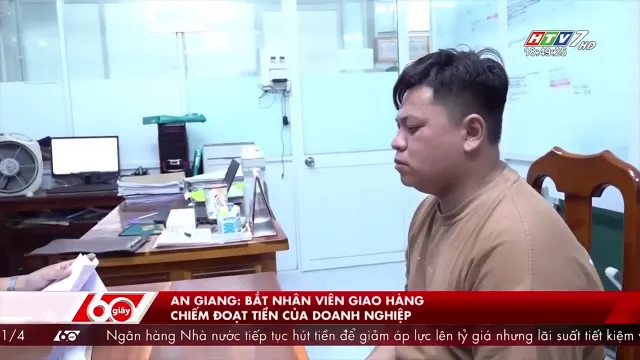 HTV7 HD
18:49:25
60 giây
AN GIANG: BẮT NHÂN VIÊN GIAO HÀNG
CHIẾM ĐOẠT TIỀN CỦA DOANH NGHIỆP
1/4 60 Ngân hàng Nhà nước tiếp tục hút tiền để giảm áp lực lên tỷ giá nhưng lãi suất tiết kiệm